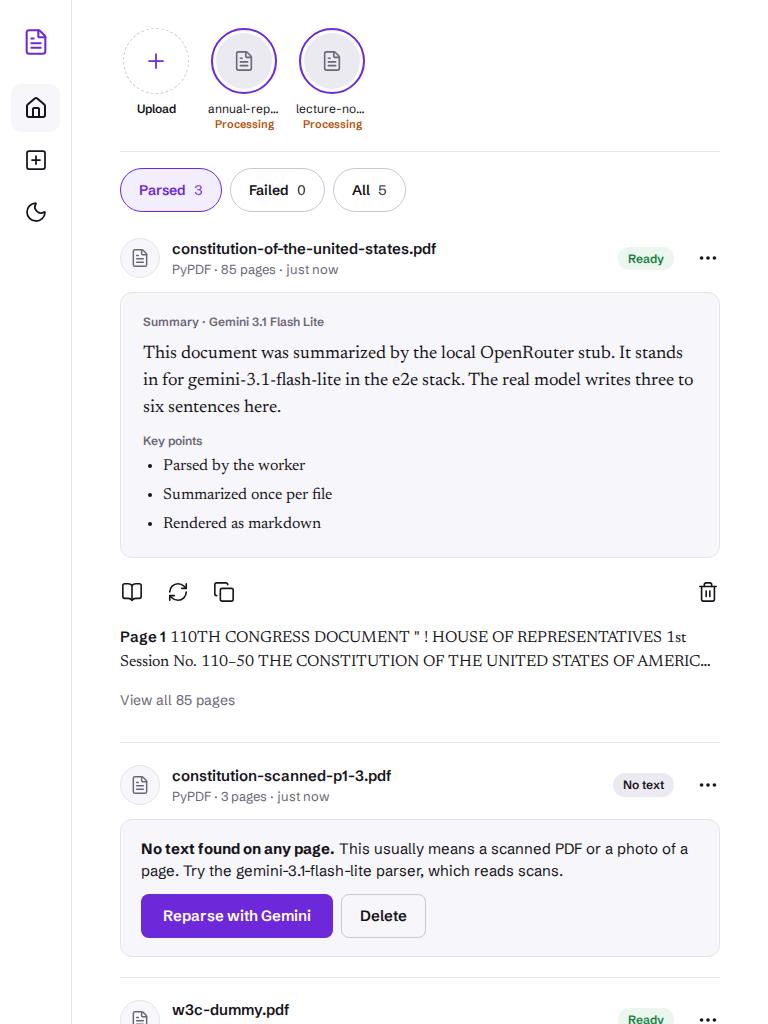 Upload
annual-rep...
lecture-no...
Processing
Processing
Parsed 3
Failed 0
All 5
constitution-of-the-united-states.pdf
PyPDF · 85 pages · just now
Ready
Summary · Gemini 3.1 Flash Lite
This document was summarized by the local OpenRouter stub. It stands
in for gemini-3.1-flash-lite in the e2e stack. The real model writes three to
six sentences here.
Key points
• Parsed by the worker
• Summarized once per file
• Rendered as markdown
Page 1 110TH CONGRESS DOCUMENT " ! HOUSE OF REPRESENTATIVES 1st
Session No. 110–50 THE CONSTITUTION OF THE UNITED STATES OF AMERIC...
View all 85 pages
constitution-scanned-p1-3.pdf
PyPDF · 3 pages · just now
No text
No text found on any page. This usually means a scanned PDF or a photo of a
page. Try the gemini-3.1-flash-lite parser, which reads scans.
Reparse with Gemini
Delete
w3c-dummy.pdf
Ready